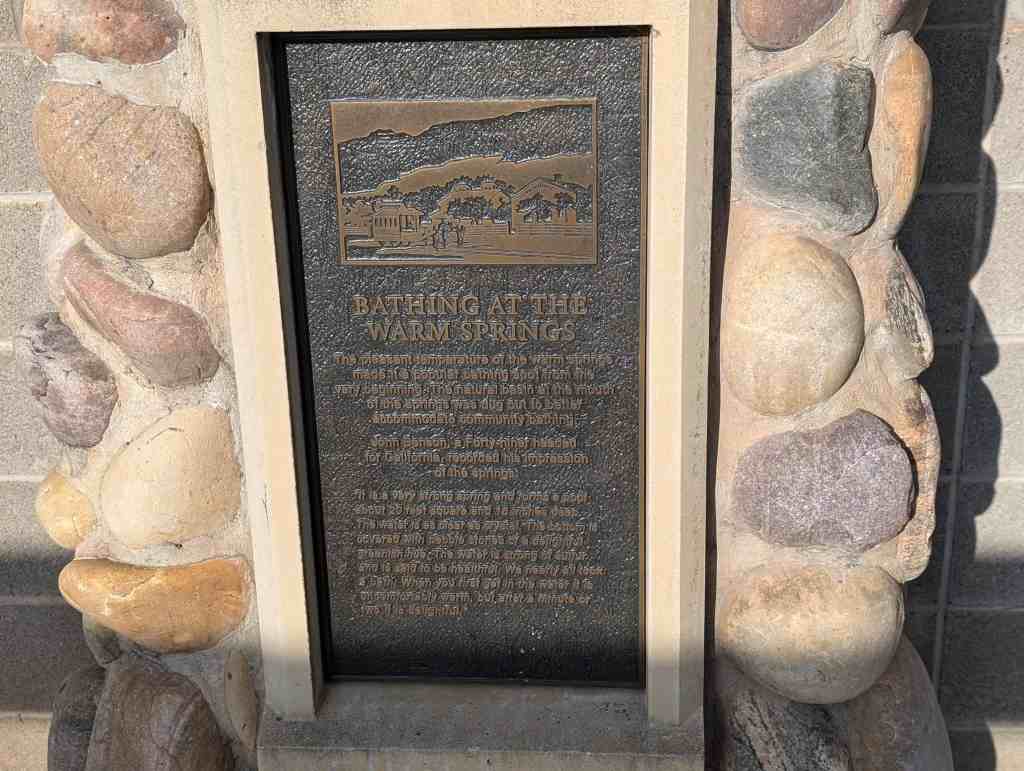 BATHING AT THE
WARM SPRINGS
The pleasant temperature of the warm springs
made it a popular bathing spot from the
very beginning. The natural basin at the mouth
of the springs was dug out to better
accommodate community bathing.
John Benson, a Forty-niner headed
for California, recorded his impression
of the springs:
"It is a very strong spring and forms a pool
about 20 feet square and 18 inches deep.
The water is as clear as crystal. The bottom is
covered with pebble stones of a delightful
greenish hue. The water is strong of sulfur
and is said to be healthful. We nearly all took
a bath. When you first get in the water it is
uncomfortably warm, but after a minute or
two it is delightful."